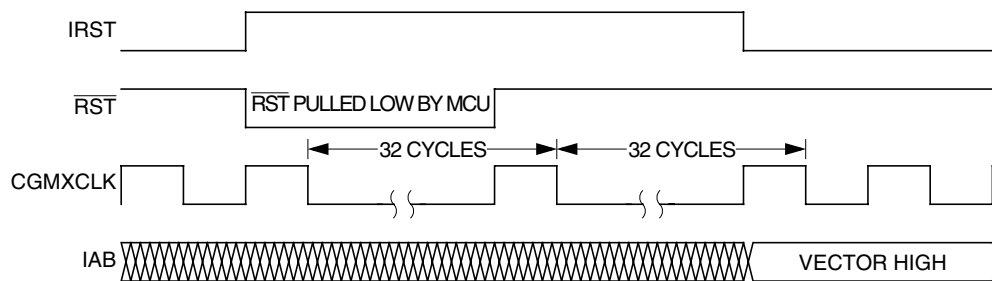 IRST
RST
RST PULLED LOW BY MCU
32 CYCLES
32 CYCLES
CGMXCLK
IAB
VECTOR HIGH